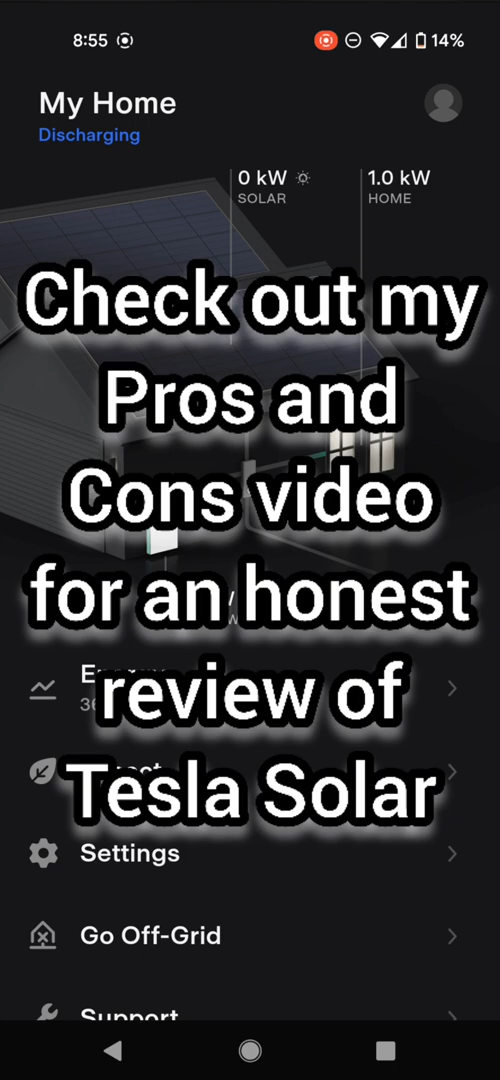 8:55
14%
My Home
Discharging
0 kW
SOLAR
1.0 kW
HOME
Check out my
Pros and
Cons video
for an honest
review of
Tesla Solar
Settings
Go Off-Grid
Support